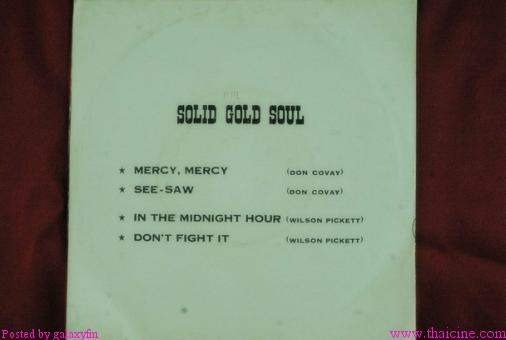 SOLID GOLD SOUL
★ MERCY, MERCY (DON COVAY)
★ SEE-SAW (DON COVAY)
★ IN THE MIDNIGHT HOUR (WILSON PICKETT)
★ DON'T FIGHT IT (WILSON PICKETT)
Posted by galaxyfin
www.thaicine.com